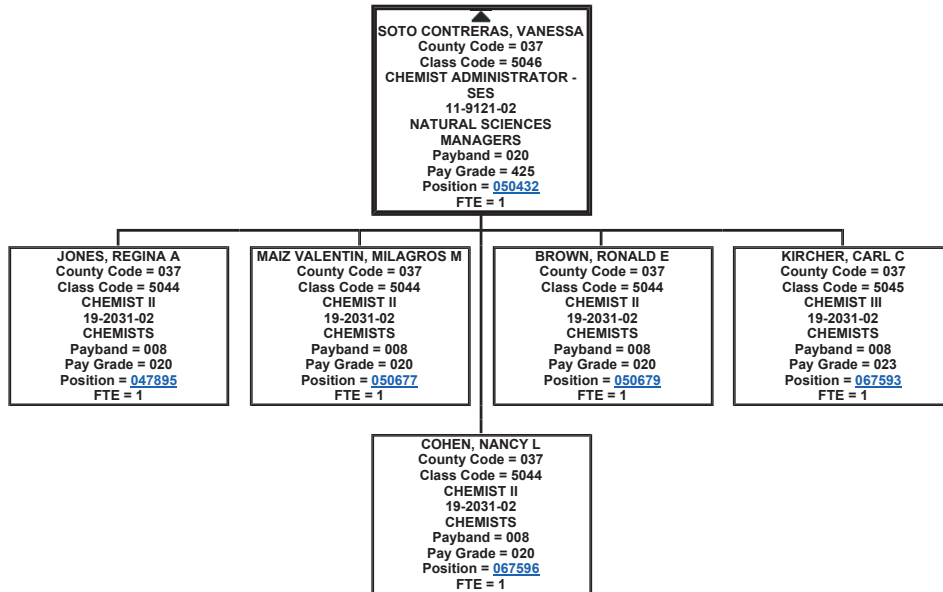 SOTO CONTRERAS, VANESSA
County Code = 037
Class Code = 5046
CHEMIST ADMINISTRATOR -
SES
11-9121-02
NATURAL SCIENCES
MANAGERS
Payband = 020
Pay Grade = 425
Position = 050432
FTE = 1
JONES, REGINA A
County Code = 037
Class Code = 5044
CHEMIST II
19-2031-02
CHEMISTS
Payband = 008
Pay Grade = 020
Position = 047895
FTE = 1
MAIZ VALENTIN, MILAGROS M
County Code = 037
Class Code = 5044
CHEMIST II
19-2031-02
CHEMISTS
Payband = 008
Pay Grade = 020
Position = 050677
FTE = 1
BROWN, RONALD E
County Code = 037
Class Code = 5044
CHEMIST II
19-2031-02
CHEMISTS
Payband = 008
Pay Grade = 020
Position = 050679
FTE = 1
KIRCHER, CARL C
County Code = 037
Class Code = 5045
CHEMIST III
19-2031-02
CHEMISTS
Payband = 008
Pay Grade = 023
Position = 067593
FTE = 1
COHEN, NANCY L
County Code = 037
Class Code = 5044
CHEMIST II
19-2031-02
CHEMISTS
Payband = 008
Pay Grade = 020
Position = 067596
FTE = 1